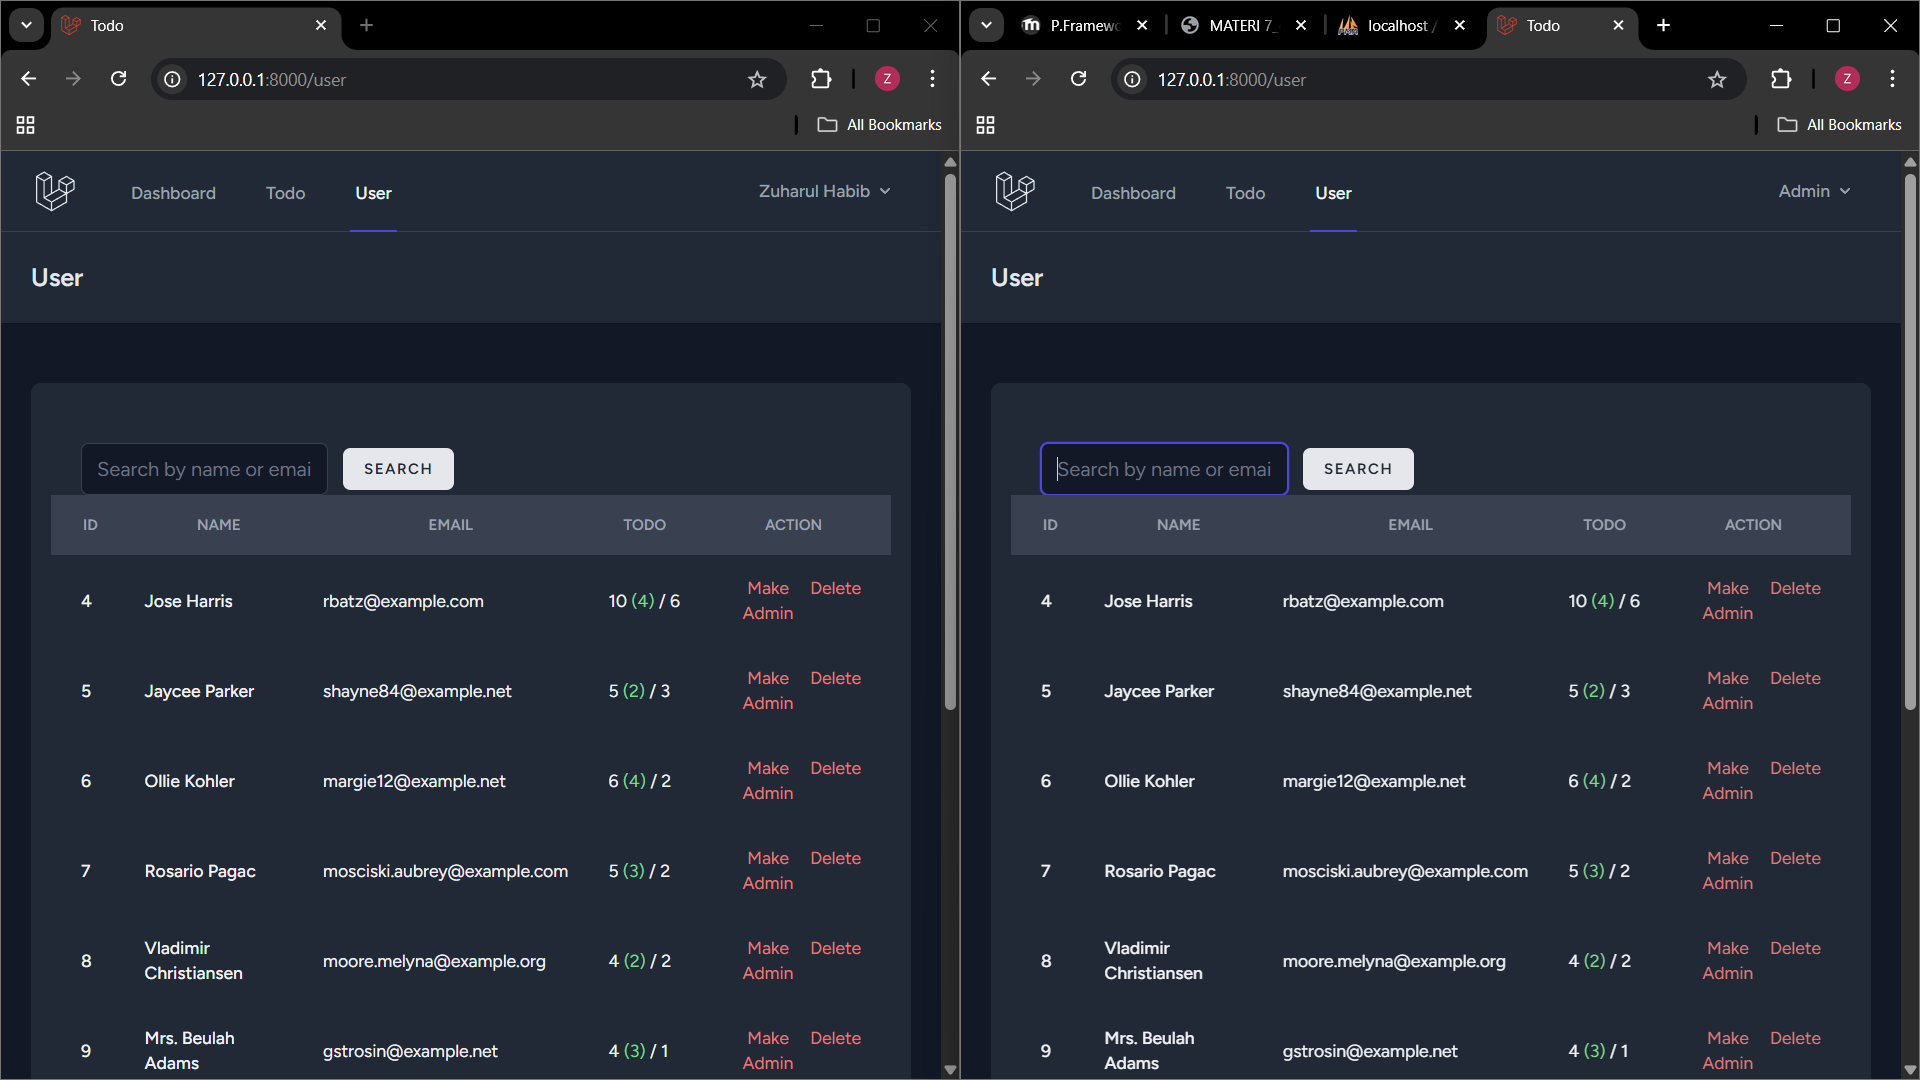 Todo
127.0.0.1:8000/user
Z
All Bookmarks
Dashboard Todo User Zuharul Habib
User
Search by name or emai SEARCH
ID NAME EMAIL TODO ACTION
4 Jose Harris rbatz@example.com 10 (4) / 6 Make Admin Delete
5 Jaycee Parker shayne84@example.net 5 (2) / 3 Make Admin Delete
6 Ollie Kohler margie12@example.net 6 (4) / 2 Make Admin Delete
7 Rosario Pagac mosciski.aubrey@example.com 5 (3) / 2 Make Admin Delete
8 Vladimir Christiansen moore.melyna@example.org 4 (2) / 2 Make Admin Delete
9 Mrs. Beulah Adams gstrosin@example.net 4 (3) / 1 Make Admin Delete
P.Framewo MATERI 7_ localhost / Todo
127.0.0.1:8000/user
Z
All Bookmarks
Dashboard Todo User Admin
User
Search by name or emai SEARCH
ID NAME EMAIL TODO ACTION
4 Jose Harris rbatz@example.com 10 (4) / 6 Make Admin Delete
5 Jaycee Parker shayne84@example.net 5 (2) / 3 Make Admin Delete
6 Ollie Kohler margie12@example.net 6 (4) / 2 Make Admin Delete
7 Rosario Pagac mosciski.aubrey@example.com 5 (3) / 2 Make Admin Delete
8 Vladimir Christiansen moore.melyna@example.org 4 (2) / 2 Make Admin Delete
9 Mrs. Beulah Adams gstrosin@example.net 4 (3) / 1 Make Admin Delete